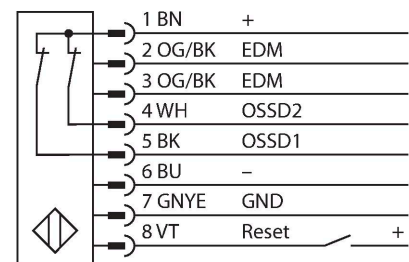 1 BN +
2 OG/BK EDM
3 OG/BK EDM
4 WH OSSD2
5 BK OSSD1
6 BU –
7 GNYE GND
8 VT Reset +